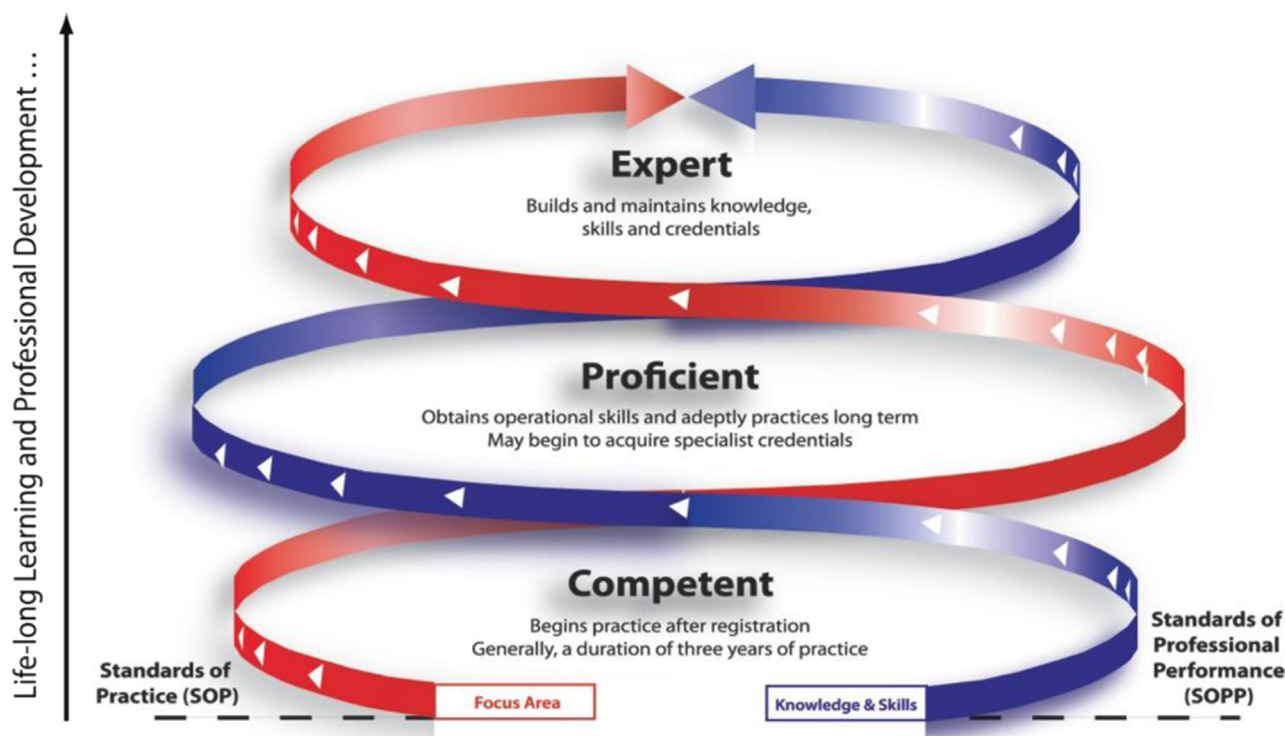 Life-long Learning and Professional Development ...
Expert
Builds and maintains knowledge,
skills and credentials
Proficient
Obtains operational skills and adeptly practices long term
May begin to acquire specialist credentials
Competent
Begins practice after registration
Generally, a duration of three years of practice
Standards of
Practice (SOP)
Focus Area
Knowledge & Skills
Standards of
Professional
Performance
(SOPP)